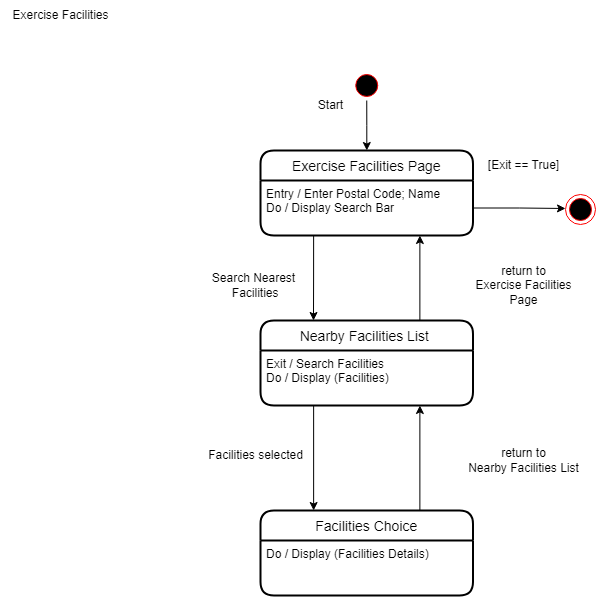 Exercise Facilities
Start
Exercise Facilities Page
[Exit == True]
Entry / Enter Postal Code; Name
Do / Display Search Bar
Search Nearest
Facilities
return to
Exercise Facilities
Page
Nearby Facilities List
Exit / Search Facilities
Do / Display (Facilities)
Facilities selected
return to
Nearby Facilities List
Facilities Choice
Do / Display (Facilities Details)